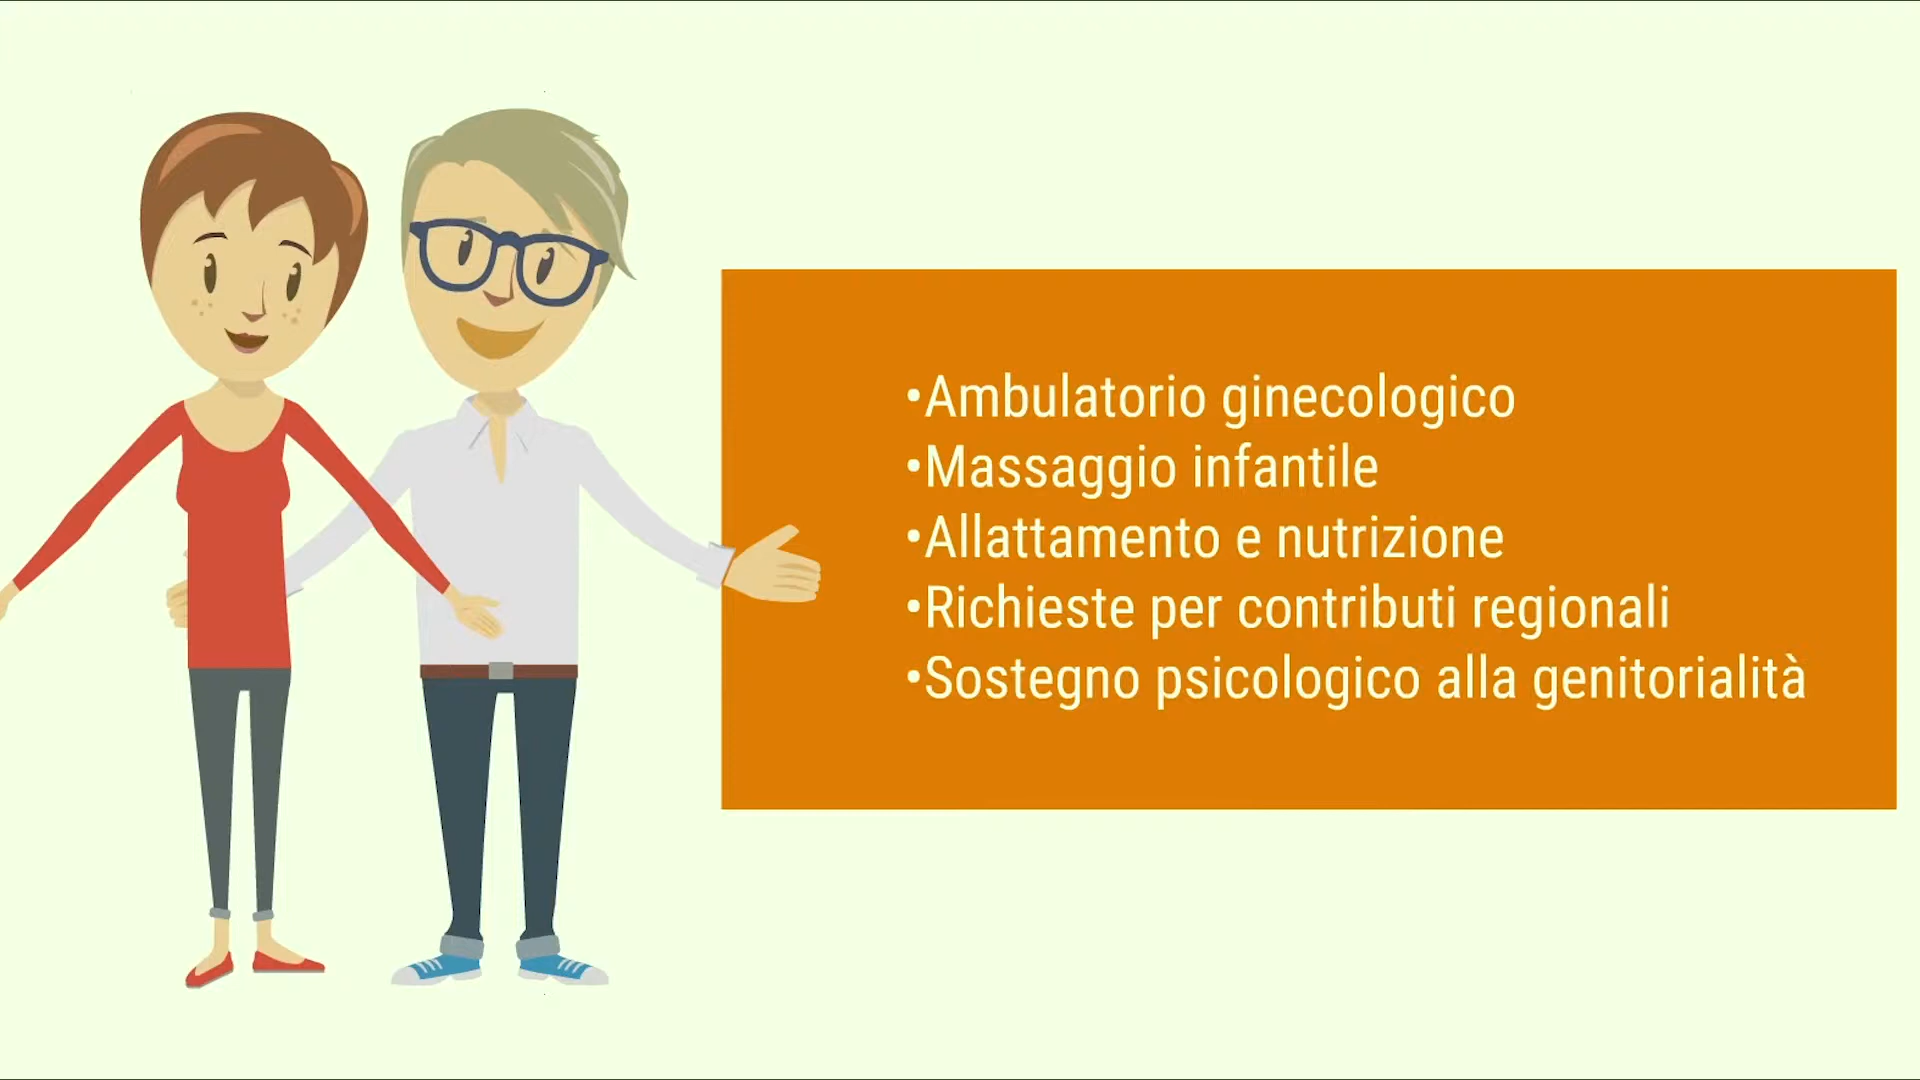 •Ambulatorio ginecologico
•Massaggio infantile
•Allattamento e nutrizione
•Richieste per contributi regionali
•Sostegno psicologico alla genitorialità